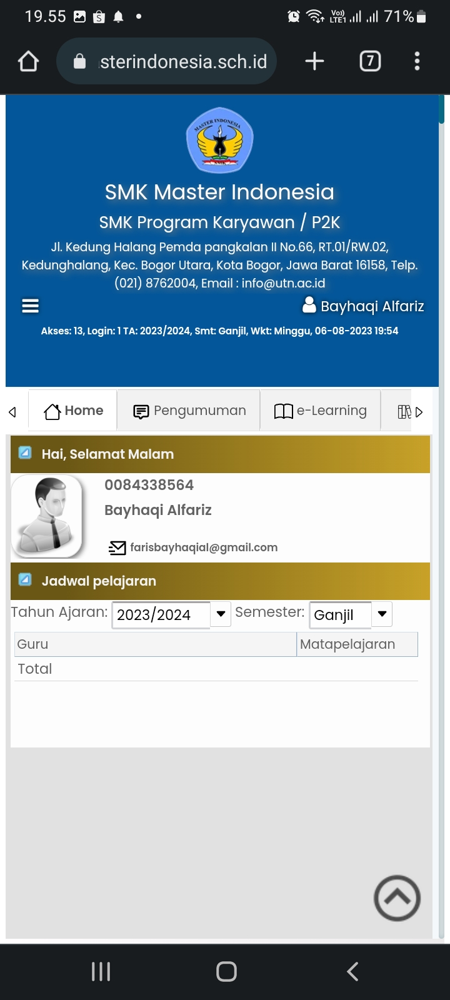 19.55
Vo))
LTE1
71%
sterindonesia.sch.id
7
MASTER INDONESIA
SMK
SMK Master Indonesia
SMK Program Karyawan / P2K
Jl. Kedung Halang Pemda pangkalan II No.66, RT.01/RW.02,
Kedunghalang, Kec. Bogor Utara, Kota Bogor, Jawa Barat 16158, Telp.
(021) 8762004, Email : info@utn.ac.id
Bayhaqi Alfariz
Akses: 13, Login: 1 TA: 2023/2024, Smt: Ganjil, Wkt: Minggu, 06-08-2023 19:54
Home
Pengumuman
e-Learning
Hai, Selamat Malam
0084338564
Bayhaqi Alfariz
farisbayhaqial@gmail.com
Jadwal pelajaran
Tahun Ajaran: 2023/2024 Semester: Ganjil
Guru Matapelajaran
Total